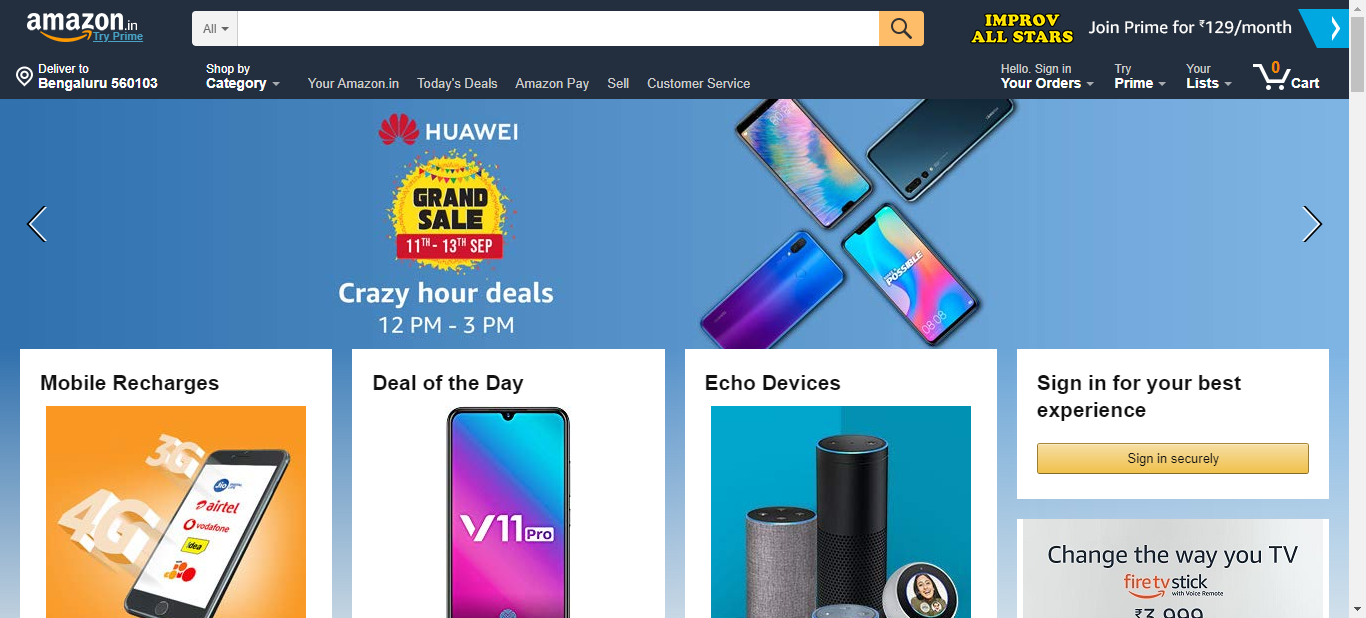 amazon.in
Try Prime
All
IMPROV
ALL STARS
Join Prime for ₹129/month
Deliver to
Bengaluru 560103
Shop by
Category
Your Amazon.in
Today's Deals
Amazon Pay
Sell
Customer Service
Hello. Sign in
Your Orders
Try
Prime
Your
Lists
0
Cart
HUAWEI
GRAND
SALE
11TH - 13TH SEP
Crazy hour deals
12 PM - 3 PM
POSSIBLE
08:08
Mobile Recharges
3G
4G
Jio
airtel
vodafone
idea
Deal of the Day
V11Pro
Echo Devices
Sign in for your best
experience
Sign in securely
Change the way you TV
fire tv stick
with Voice Remote
₹3,999